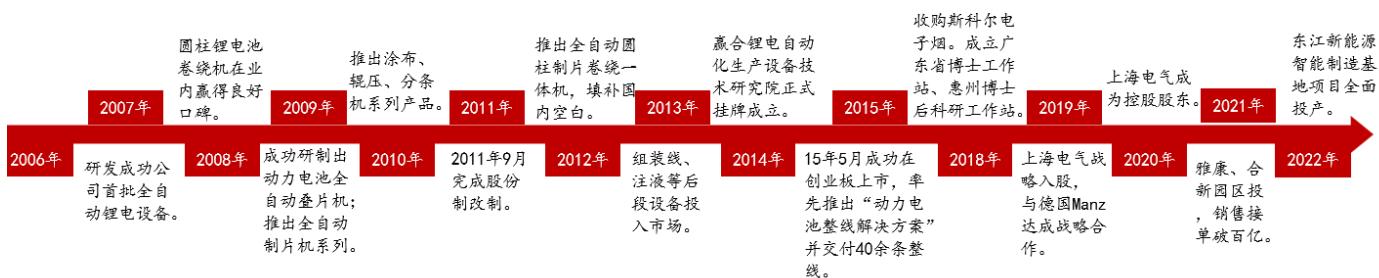 圆柱锂电池
卷绕机在业
内赢得良好
口碑。
推出涂布、
辊压、分条
机系列产品。
推出全自动圆
柱制片卷绕一
体机，填补国
内空白。
赢合锂电自动
化生产设备技
术研究院正式
挂牌成立。
收购斯科尔电
子烟。成立广
东省博士工作
站、惠州博士
后科研工作站。
上海电气成
为控股股东。
东江新能源
智能制造基
地项目全面
投产。
2007年
2009年
2011年
2013年
2015年
2019年
2021年
2006年
2008年
2010年
2012年
2014年
2018年
2020年
2022年
研发成功公
司首批全自
动锂电设备。
成功研制出
动力电池全
自动叠片机；
推出全自动
制片机系列。
2011年9月
完成股份
制改制。
组装线、
注液等后
段设备投
入市场。
15年5月成功在
创业板上市，率
先推出“动力电
池整线解决方案”
并交付40余条整
线。
上海电气战
略入股，
与德国Manz
达成战略合
作。
雅康、合
新园区投
，销售接
单破百亿。